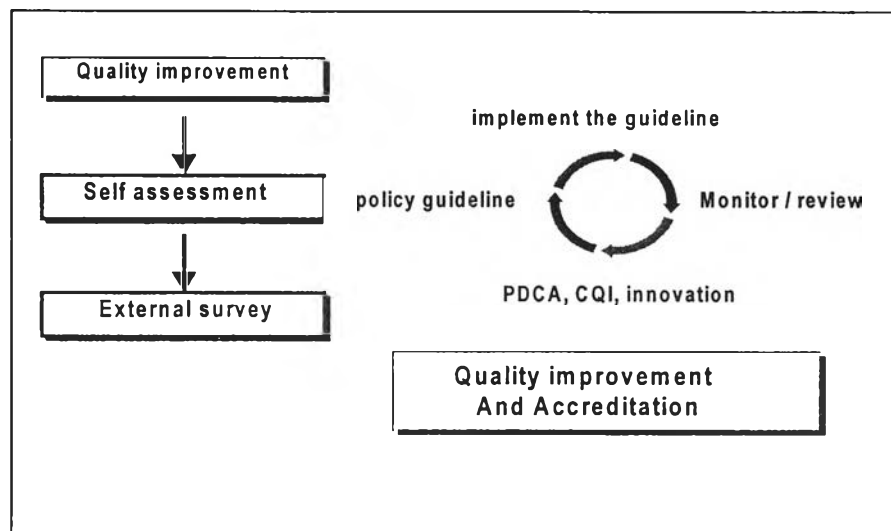 Quality improvement
Self assessment
External survey
implement the guideline
policy guideline
Monitor / review
PDCA, CQI, innovation
Quality improvement
And Accreditation